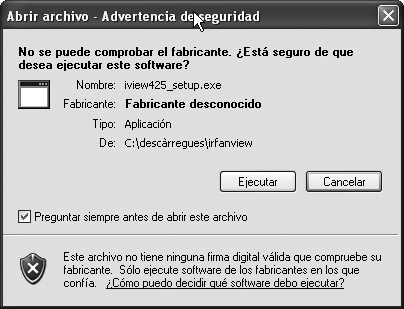 Abrir archivo - Advertencia de seguridad
No se puede comprobar el fabricante. ¿Está seguro de que
desea ejecutar este software?
Nombre: iview425_setup.exe
Fabricante: Fabricante desconocido
Tipo: Aplicación
De: C:\descàrregues\irfanview
Ejecutar Cancelar
Preguntar siempre antes de abrir este archivo
Este archivo no tiene ninguna firma digital válida que compruebe su
fabricante. Sólo ejecute software de los fabricantes en los que
confía. ¿Cómo puedo decidir qué software debo ejecutar?